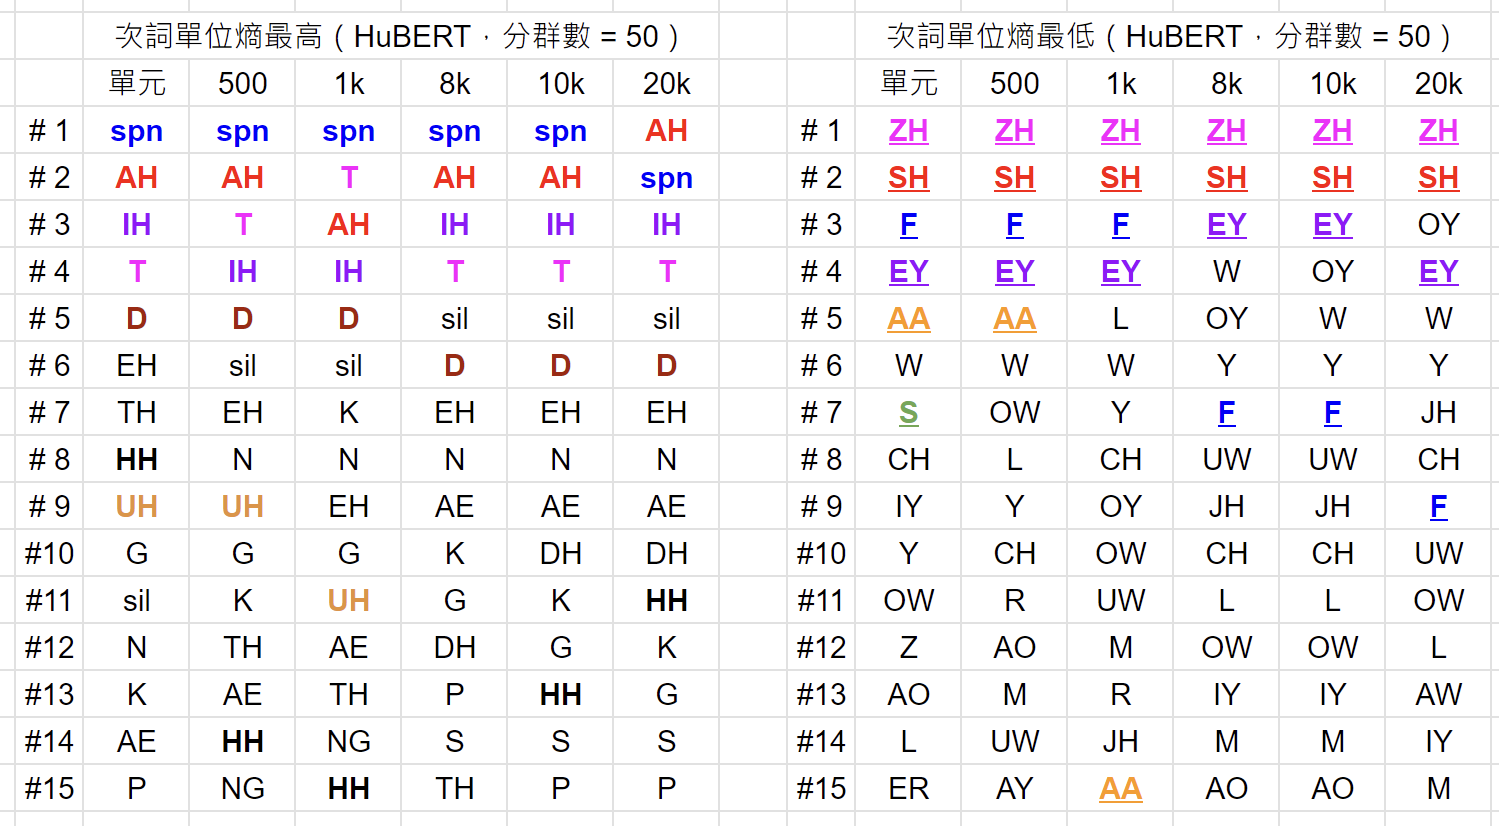 次詞單位熵最高（HuBERT，分群數 = 50） 次詞單位熵最低（HuBERT，分群數 = 50）
單元 500 1k 8k 10k 20k 單元 500 1k 8k 10k 20k
# 1 spn spn spn spn spn AH # 1 ZH ZH ZH ZH ZH ZH
# 2 AH AH T AH AH spn # 2 SH SH SH SH SH SH
# 3 IH T AH IH IH IH # 3 F F F EY EY OY
# 4 T IH IH T T T # 4 EY EY EY W OY EY
# 5 D D D sil sil sil # 5 AA AA L OY W W
# 6 EH sil sil D D D # 6 W W W Y Y Y
# 7 TH EH K EH EH EH # 7 S OW Y F F JH
# 8 HH N N N N N # 8 CH L CH UW UW CH
# 9 UH UH EH AE AE AE # 9 IY Y OY JH JH F
#10 G G G K DH DH #10 Y CH OW CH CH UW
#11 sil K UH G K HH #11 OW R UW L L OW
#12 N TH AE DH G K #12 Z AO M OW OW L
#13 K AE TH P HH G #13 AO M R IY IY AW
#14 AE HH NG S S S #14 L UW JH M M IY
#15 P NG HH TH P P #15 ER AY AA AO AO M